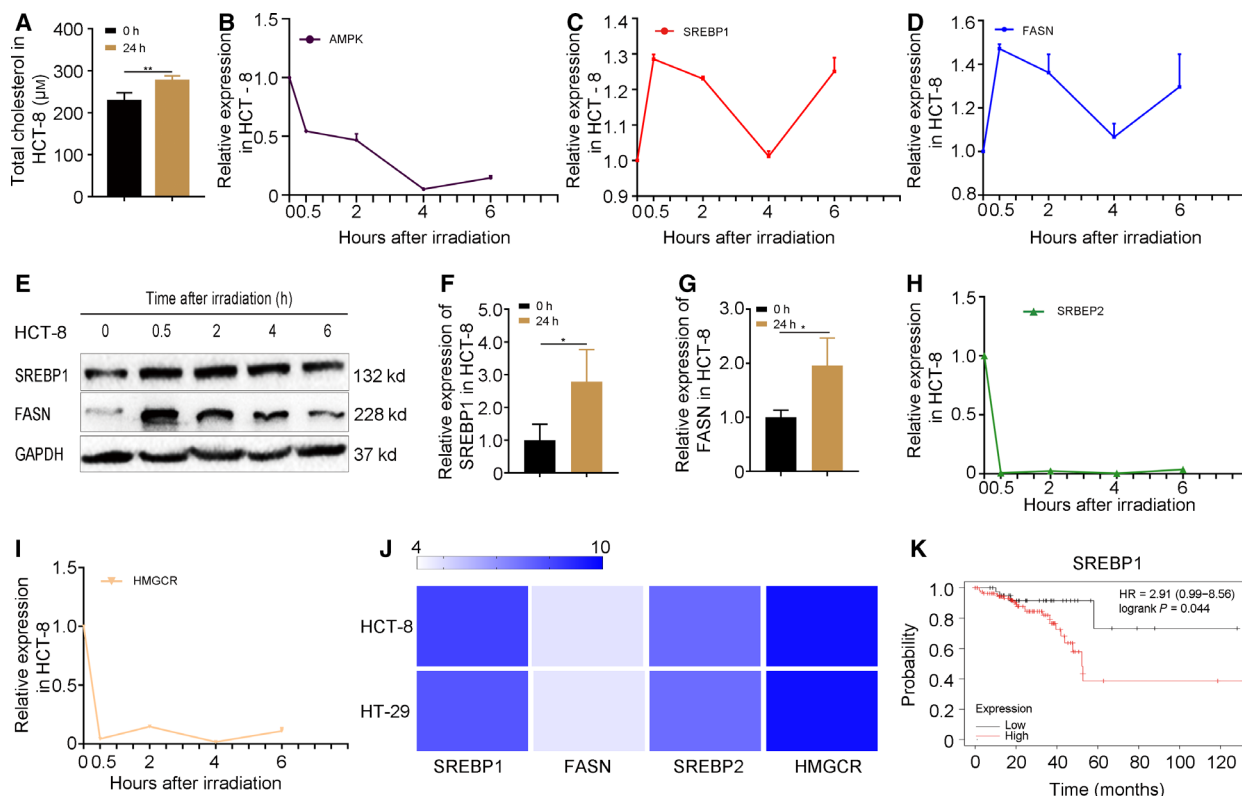 A
Total cholesterol in
HCT-8 (μM)
400
300
200
100
0
0 h
24 h
**
B
Relative expression
in HCT - 8
1.5
1.0
0.5
0
AMPK
0 0.5 2 4 6
Hours after irradiation
C
Relative expression
in HCT - 8
1.4
1.3
1.2
1.1
1.0
0.9
SREBP1
0 0.5 2 4 6
Hours after irradiation
D
Relative expression
in HCT-8
1.6
1.4
1.2
1.0
0.8
FASN
0 0.5 2 4 6
Hours after irradiation
E
Time after irradiation (h)
HCT-8 0 0.5 2 4 6
SREBP1 132 kd
FASN 228 kd
GAPDH 37 kd
F
Relative expression of
SREBP1 in HCT-8
5.0
4.0
3.0
2.0
1.0
0
0 h
24 h
*
G
Relative expression of
FASN in HCT-8
3.0
2.0
1.0
0
0 h
24 h
*
H
Relative expression
in HCT-8
1.5
1.0
0.5
0
SRBEP2
0 0.5 2 4 6
Hours after irradiation
I
Relative expression
in HCT-8
1.5
1.0
0.5
0
HMGCR
0 0.5 2 4 6
Hours after irradiation
J
4 10
HCT-8
HT-29
SREBP1 FASN SREBP2 HMGCR
K
SREBP1
Probability
1.0
0.8
0.6
0.4
0.2
0.0
HR = 2.91 (0.99–8.56)
logrank P = 0.044
Expression
Low
High
0 20 40 60 80 100 120
Time (months)